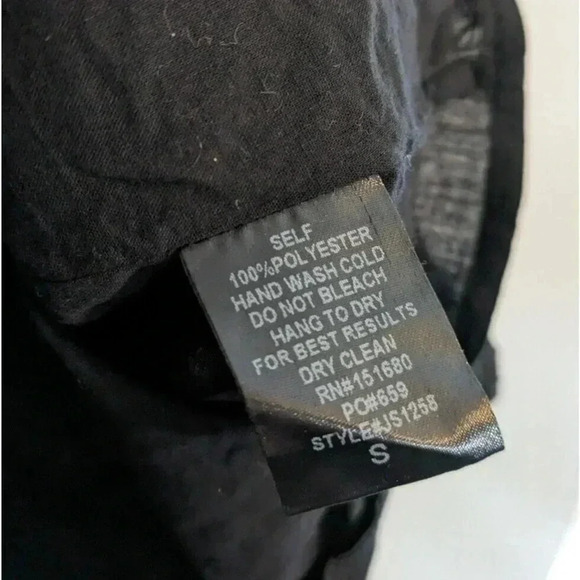 SELF
100%POLYESTER
HAND WASH COLD
DO NOT BLEACH
HANG TO DRY
FOR BEST RESULTS
DRY CLEAN
RN#151680
PO#659
STYLE#JS1258
S